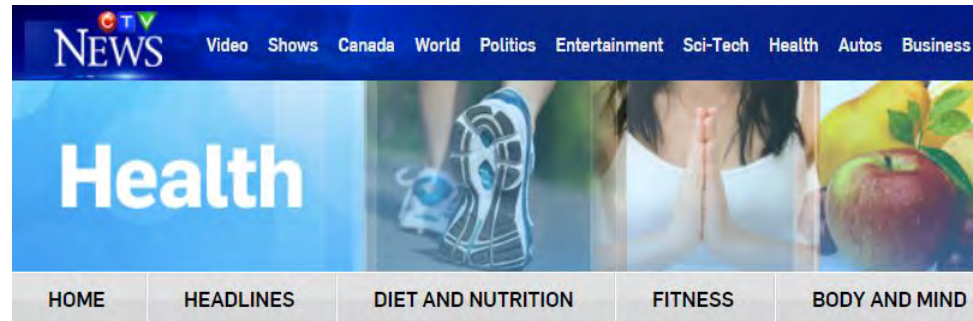 CTV
NEWS Video Shows Canada World Politics Entertainment Sci-Tech Health Autos Business
Health
HOME HEADLINES DIET AND NUTRITION FITNESS BODY AND MIND